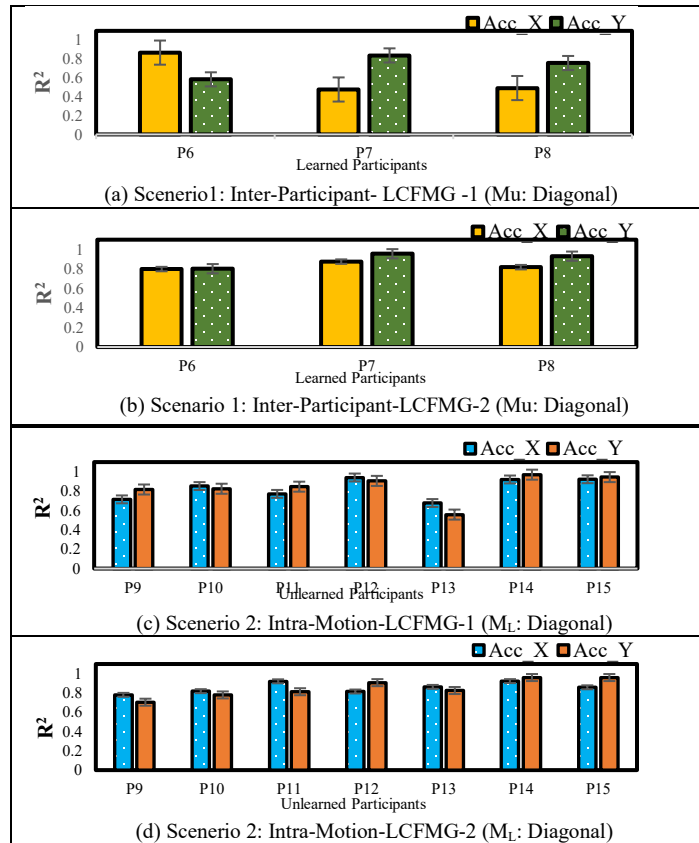 Acc_X Acc_Y
1
0.8
0.6
0.4
0.2
0
R²
P6 P7 P8
Learned Participants
(a) Scenerio1: Inter-Participant- LCFMG -1 (Mu: Diagonal)
Acc_X Acc_Y
1
0.8
0.6
0.4
0.2
0
R²
P6 P7 P8
Learned Participants
(b) Scenario 1: Inter-Participant-LCFMG-2 (Mu: Diagonal)
Acc_X Acc_Y
1
0.8
0.6
0.4
0.2
0
R²
P9 P10 P11 P12 P13 P14 P15
Unlearned Participants
(c) Scenerio 2: Intra-Motion-LCFMG-1 (M_L: Diagonal)
Acc_X Acc_Y
1
0.8
0.6
0.4
0.2
0
R²
P9 P10 P11 P12 P13 P14 P15
Unlearned Participants
(d) Scenerio 2: Intra-Motion-LCFMG-2 (M_L: Diagonal)